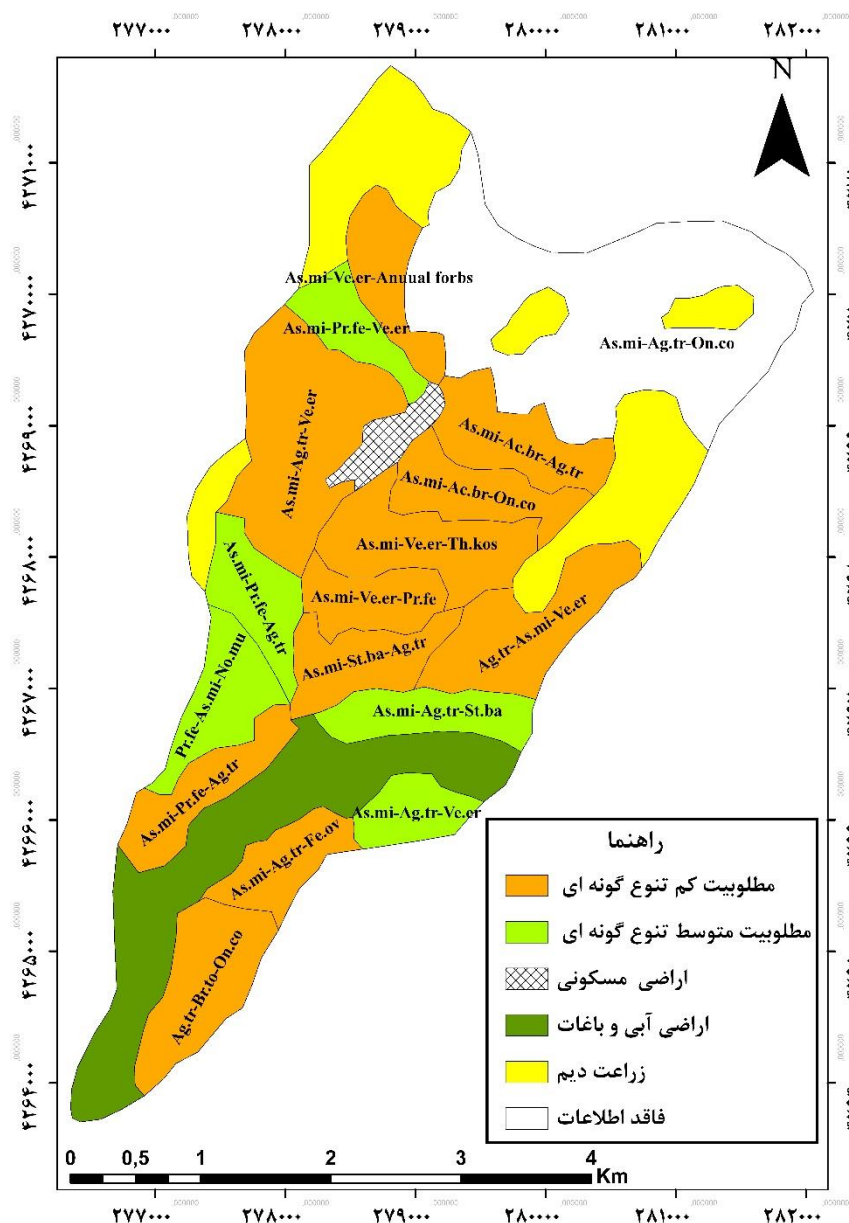 ۲۷۷۰۰۰ ۲۷۸۰۰۰ ۲۷۹۰۰۰ ۲۸۰۰۰۰ ۲۸۱۰۰۰ ۲۸۲۰۰۰
N
۴۲۷۱۰۰۰
۴۲۷۰۰۰۰
۴۲۶۹۰۰۰
۴۲۶۸۰۰۰
۴۲۶۷۰۰۰
۴۲۶۶۰۰۰
۴۲۶۵۰۰۰
۴۲۶۴۰۰۰
As.mi-Ve.er-Anuual forbs
As.mi-Pr.fe-Ve.er
As.mi-Ag.tr-On.co
As.mi-Ag.tr-Ve.er
As.mi-Ac.br-Ag.tr
As.mi-Ac.br-On.co
As.mi-Ve.er-Th.kos
As.mi-Pr.fe-Ag.tr
As.mi-Ve.er-Pr.fe
Ag.tr-As.mi-Ve.er
As.mi-St.ba-Ag.tr
Pr.fe-As.mi-No.mu
As.mi-Ag.tr-St.ba
As.mi-Pr.fe-Ag.tr
As.mi-Ag.tr-Ve.er
As.mi-Ag.tr-Fe.ov
Ag.tr-Br.to-On.co
راهنما
مطلوبیت کم تنوع گونه ای
مطلوبیت متوسط تنوع گونه ای
اراضی مسکونی
اراضی آبی و باغات
زراعت دیم
فاقد اطلاعات
0 0,5 1 2 3 4
Km
۲۷۷۰۰۰ ۲۷۸۰۰۰ ۲۷۹۰۰۰ ۲۸۰۰۰۰ ۲۸۱۰۰۰ ۲۸۲۰۰۰